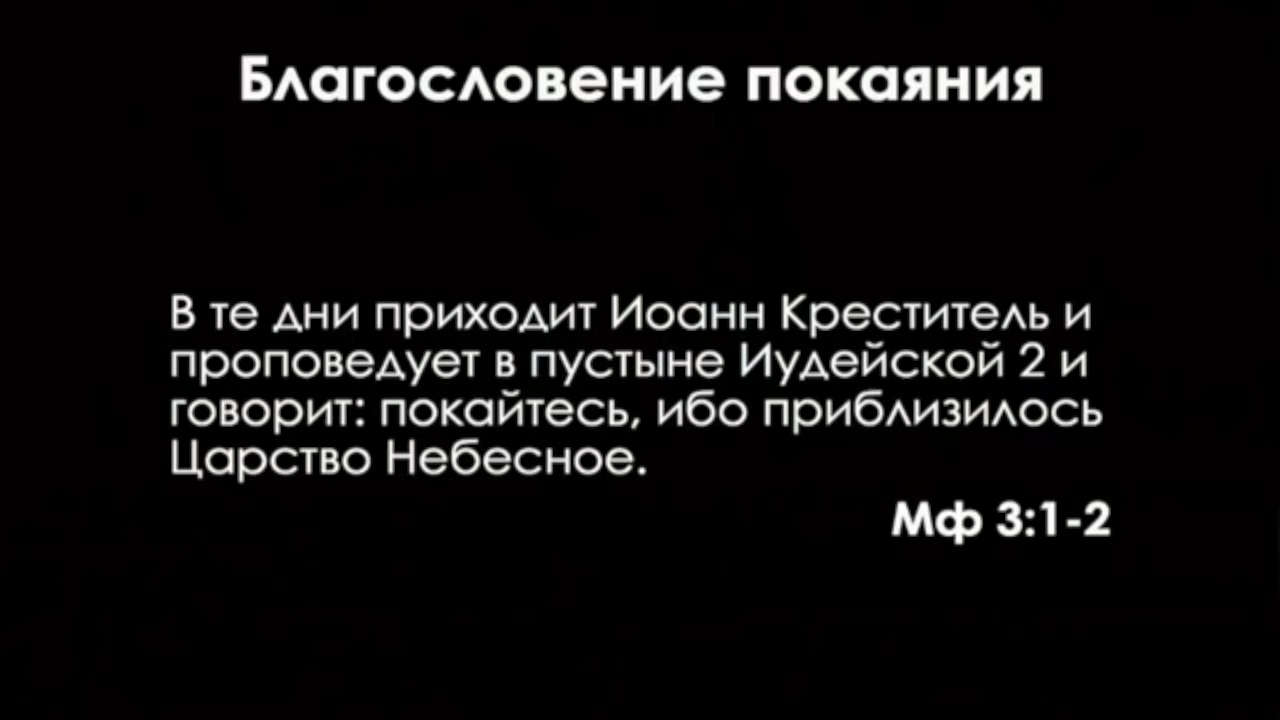 Благословение покаяния
В те дни приходит Иоанн Креститель и
проповедует в пустыне Иудейской 2 и
говорит: покайтесь, ибо приблизилось
Царство Небесное.
Мф 3:1-2